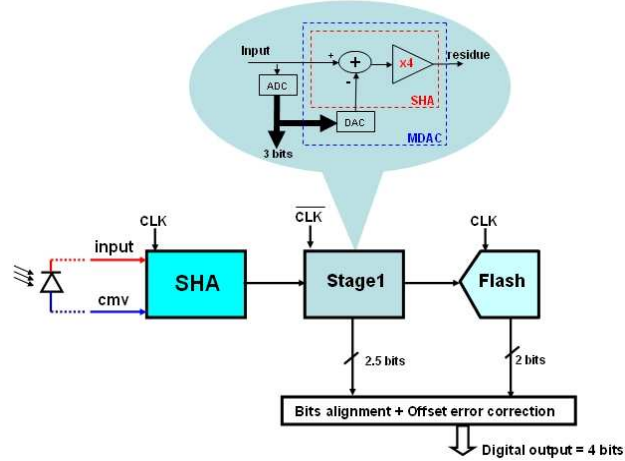 Input
+
+
-
x4
residue
ADC
SHA
DAC
MDAC
3 bits
CLK
CLK
CLK
input
SHA
Stage1
Flash
cmv
2.5 bits
2 bits
Bits alignment + Offset error correction
Digital output = 4 bits